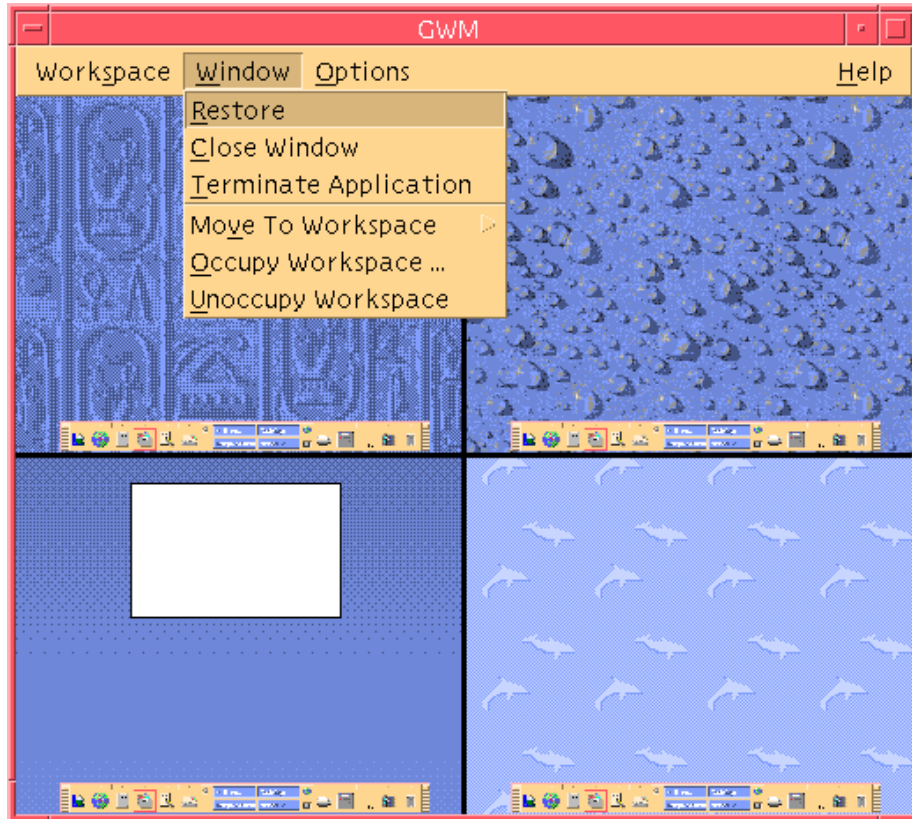 GWM
Workspace Window Options Help
Restore
Close Window
Terminate Application
Move To Workspace
Occupy Workspace ...
Unoccupy Workspace